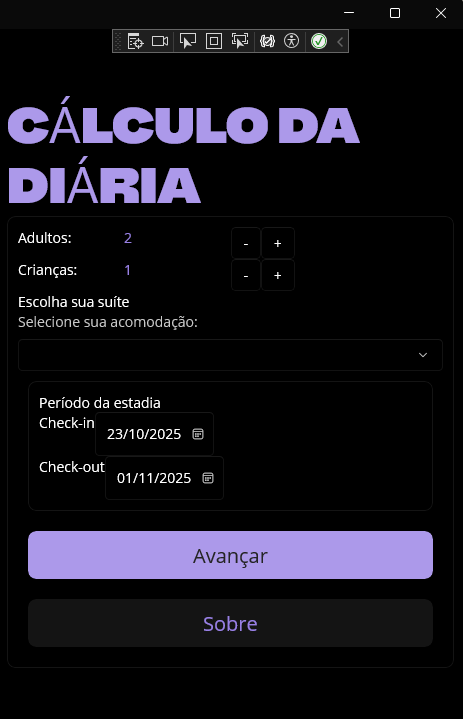 CÁLCULO DA
DIÁRIA
Adultos: 2 - +
Crianças: 1 - +
Escolha sua suíte
Selecione sua acomodação:
Período da estadia
Check-in 23/10/2025
Check-out 01/11/2025
Avançar
Sobre